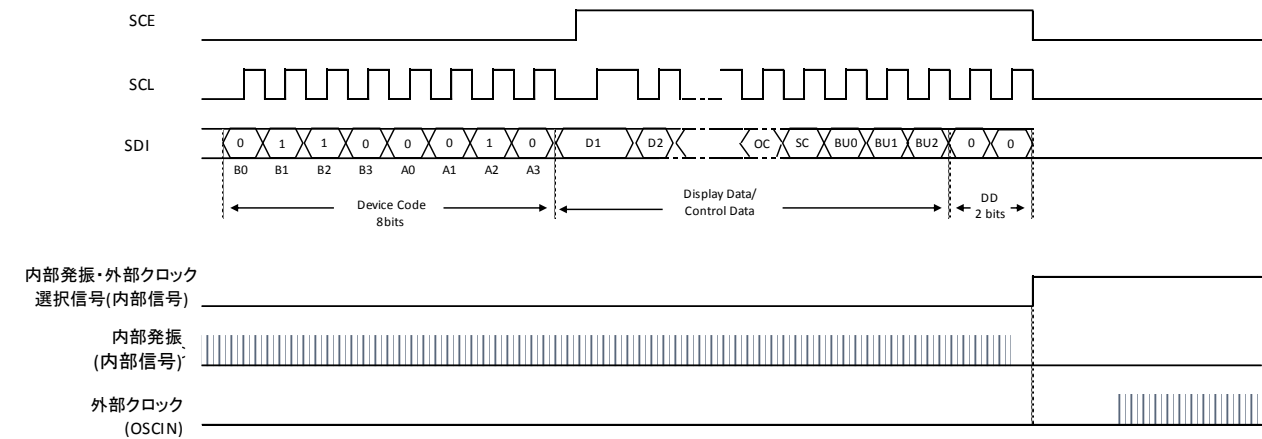 SCE
SCL
SDI
0 1 1 0 0 0 1 0 D1 D2 OC SC BU0 BU1 BU2 0 0
B0 B1 B2 B3 A0 A1 A2 A3
Device Code
8bits
Display Data/
Control Data
DD
2 bits
内部発振・外部クロック
選択信号(内部信号)
内部発振
(内部信号)
外部クロック
(OSCIN)